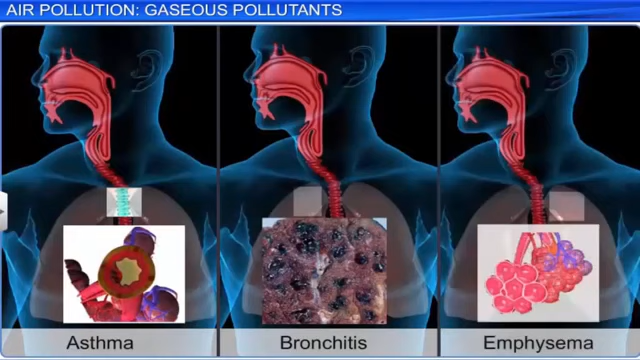 AIR POLLUTION: GASEOUS POLLUTANTS
Asthma
Bronchitis
Emphysema